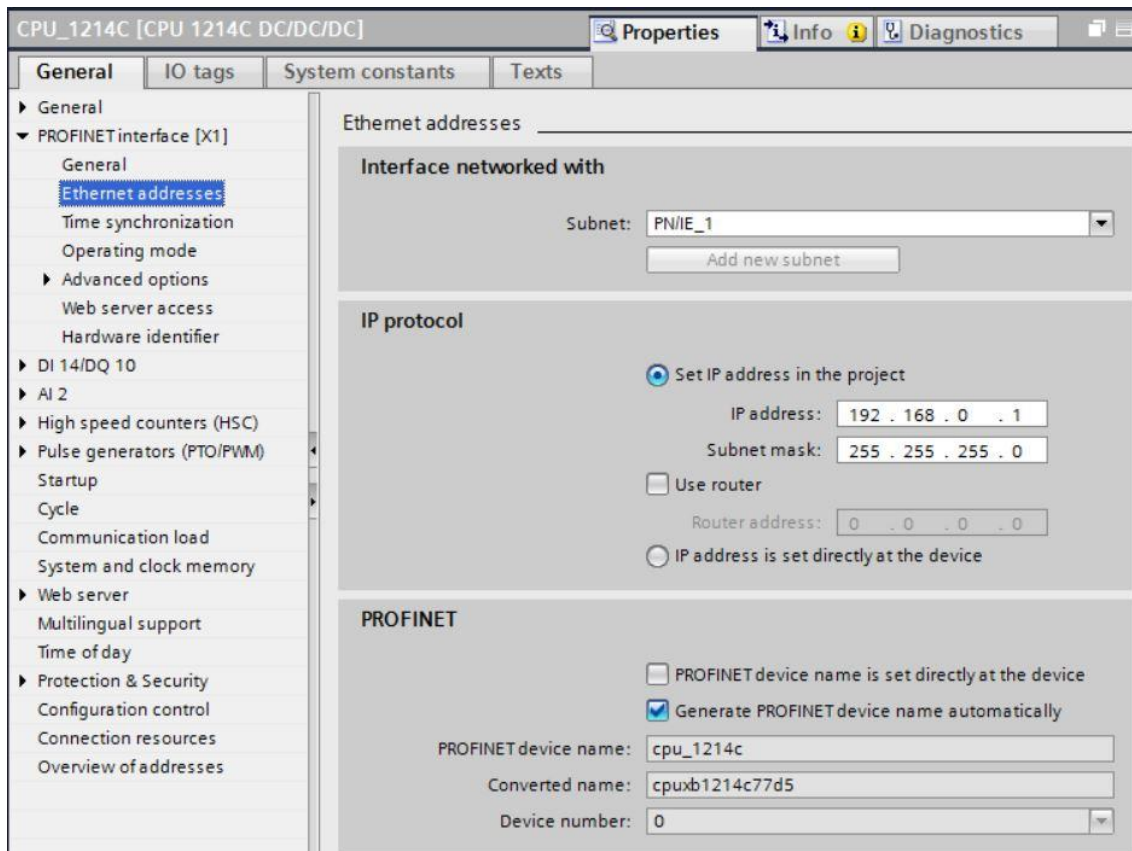 CPU_1214C [CPU 1214C DC/DC/DC]
Properties
Info
Diagnostics
General
IO tags
System constants
Texts
General
PROFINET interface [X1]
General
Ethernet addresses
Time synchronization
Operating mode
Advanced options
Web server access
Hardware identifier
DI 14/DQ 10
AI 2
High speed counters (HSC)
Pulse generators (PTO/PWM)
Startup
Cycle
Communication load
System and clock memory
Web server
Multilingual support
Time of day
Protection & Security
Configuration control
Connection resources
Overview of addresses
Ethernet addresses
Interface networked with
Subnet: PN/IE_1
Add new subnet
IP protocol
Set IP address in the project
IP address: 192 . 168 . 0 . 1
Subnet mask: 255 . 255 . 255 . 0
Use router
Router address: 0 . 0 . 0 . 0
IP address is set directly at the device
PROFINET
PROFINET device name is set directly at the device
Generate PROFINET device name automatically
PROFINET device name: cpu_1214c
Converted name: cpuxb1214c77d5
Device number: 0